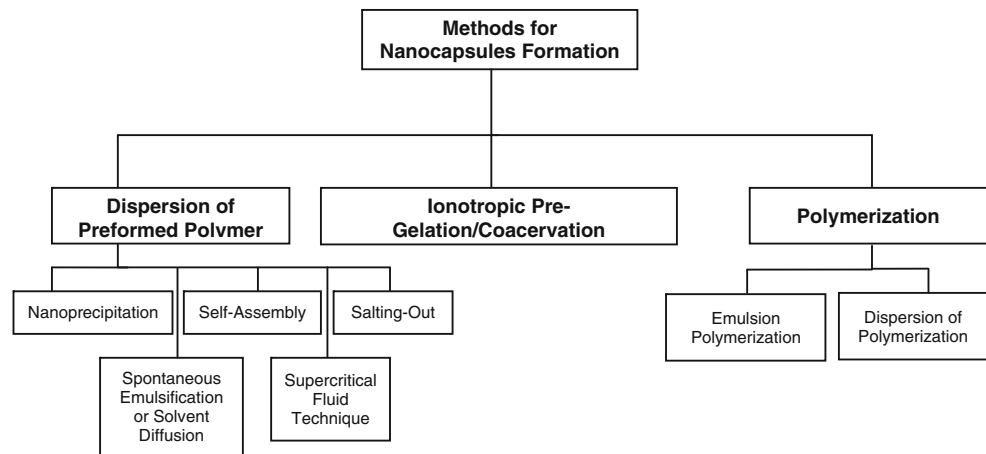 Methods for
Nanocapsules Formation
Dispersion of
Preformed Polvmer
Ionotropic Pre-
Gelation/Coacervation
Polymerization
Nanoprecipitation
Self-Assembly
Salting-Out
Emulsion
Polymerization
Dispersion of
Polymerization
Spontaneous
Emulsification
or Solvent
Diffusion
Supercritical
Fluid
Technique